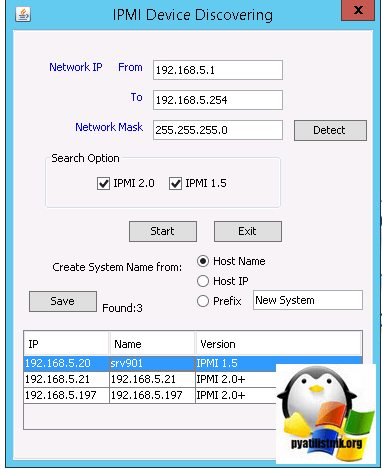 IPMI Device Discovering
x
Network IP From 192.168.5.1
To 192.168.5.254
Network Mask 255.255.255.0 Detect
Search Option
IPMI 2.0 IPMI 1.5
Start Exit
Create System Name from: Host Name
Host IP
Prefix New System
Save Found:3
IP Name Version
192.168.5.20 srv901 IPMI 1.5
192.168.5.21 192.168.5.21 IPMI 2.0+
192.168.5.197 192.168.5.197 IPMI 2.0+
pyatilistnik.org